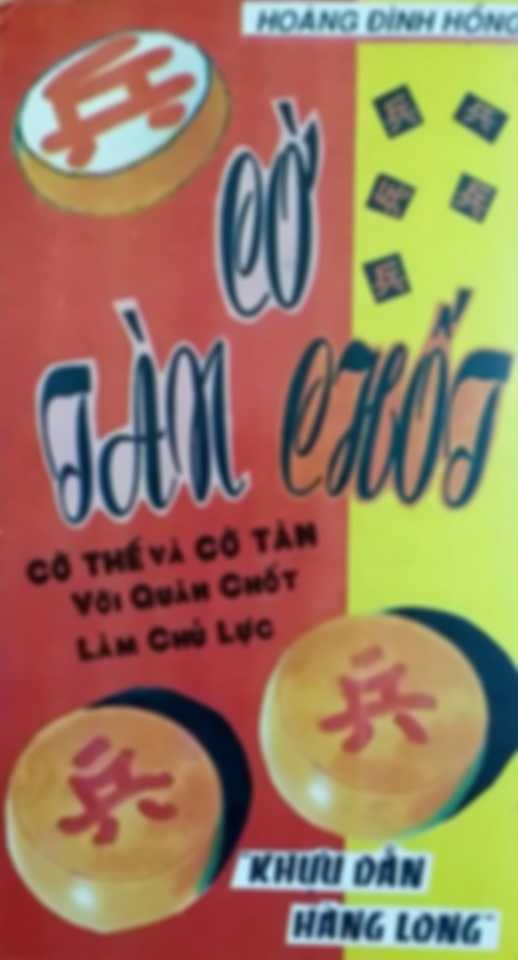 HOÀNG ĐÌNH HỒNG
兵
兵 兵
兵 兵
兵
CỜ
TÀN CHỐT
CỜ THẾ VÀ CỜ TÀN
VỚI QUÂN CHỐT
LÀM CHỦ LỰC
兵
兵
"KHƯU DẪN
HÀNG LONG"